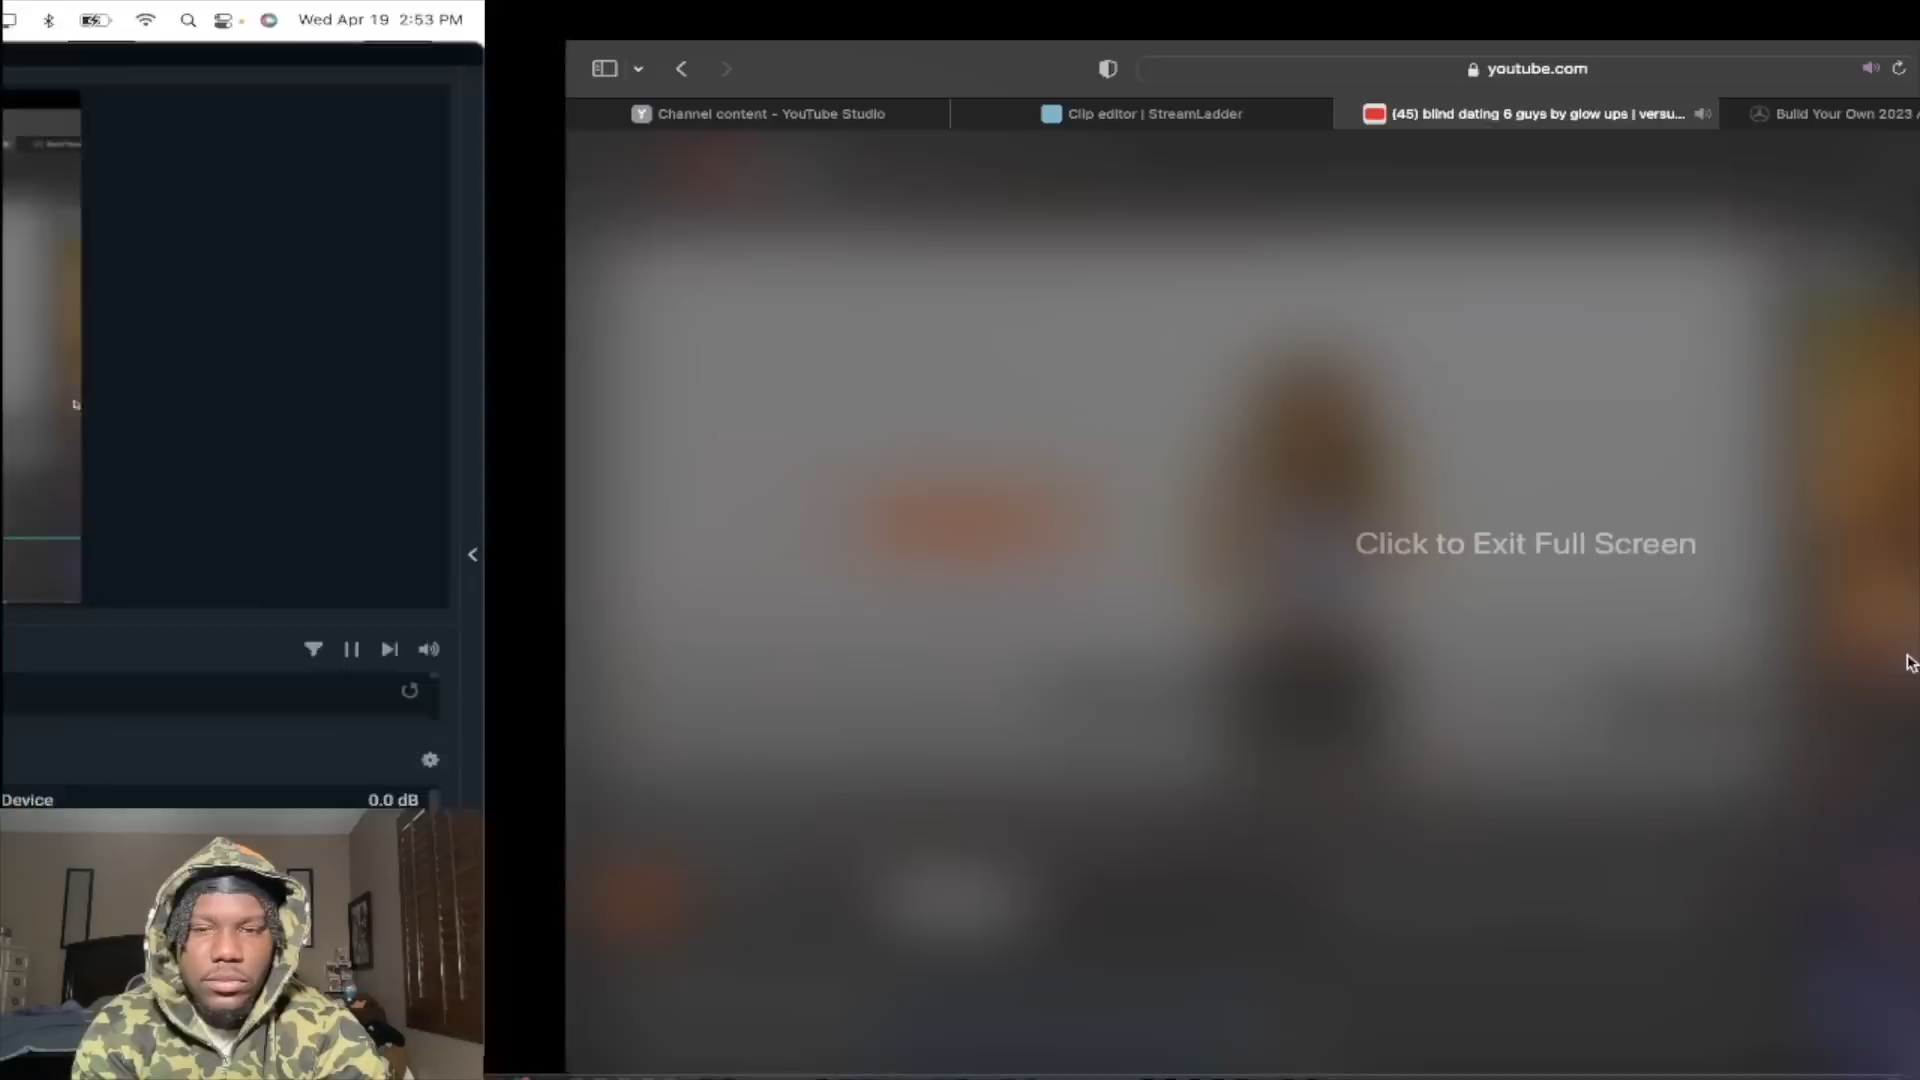 Wed Apr 19 2:53 PM
youtube.com
Y Channel content - YouTube Studio
Clip editor | StreamLadder
(45) blind dating 6 guys by glow ups | versu...
Build Your Own 2023
Click to Exit Full Screen
Device 0.0 dB